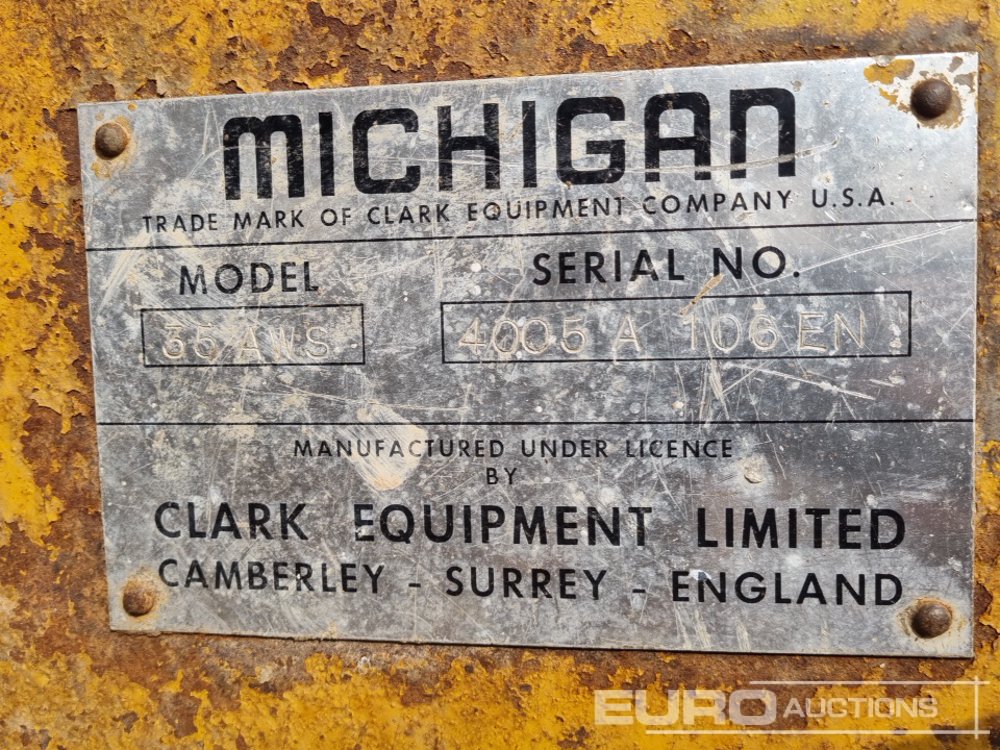 MICHIGAN
TRADE MARK OF CLARK EQUIPMENT COMPANY U.S.A.
MODEL SERIAL NO.
35 AWS 4005 A 106 EN
MANUFACTURED UNDER LICENCE
BY
CLARK EQUIPMENT LIMITED
CAMBERLEY - SURREY - ENGLAND
EURO AUCTIONS